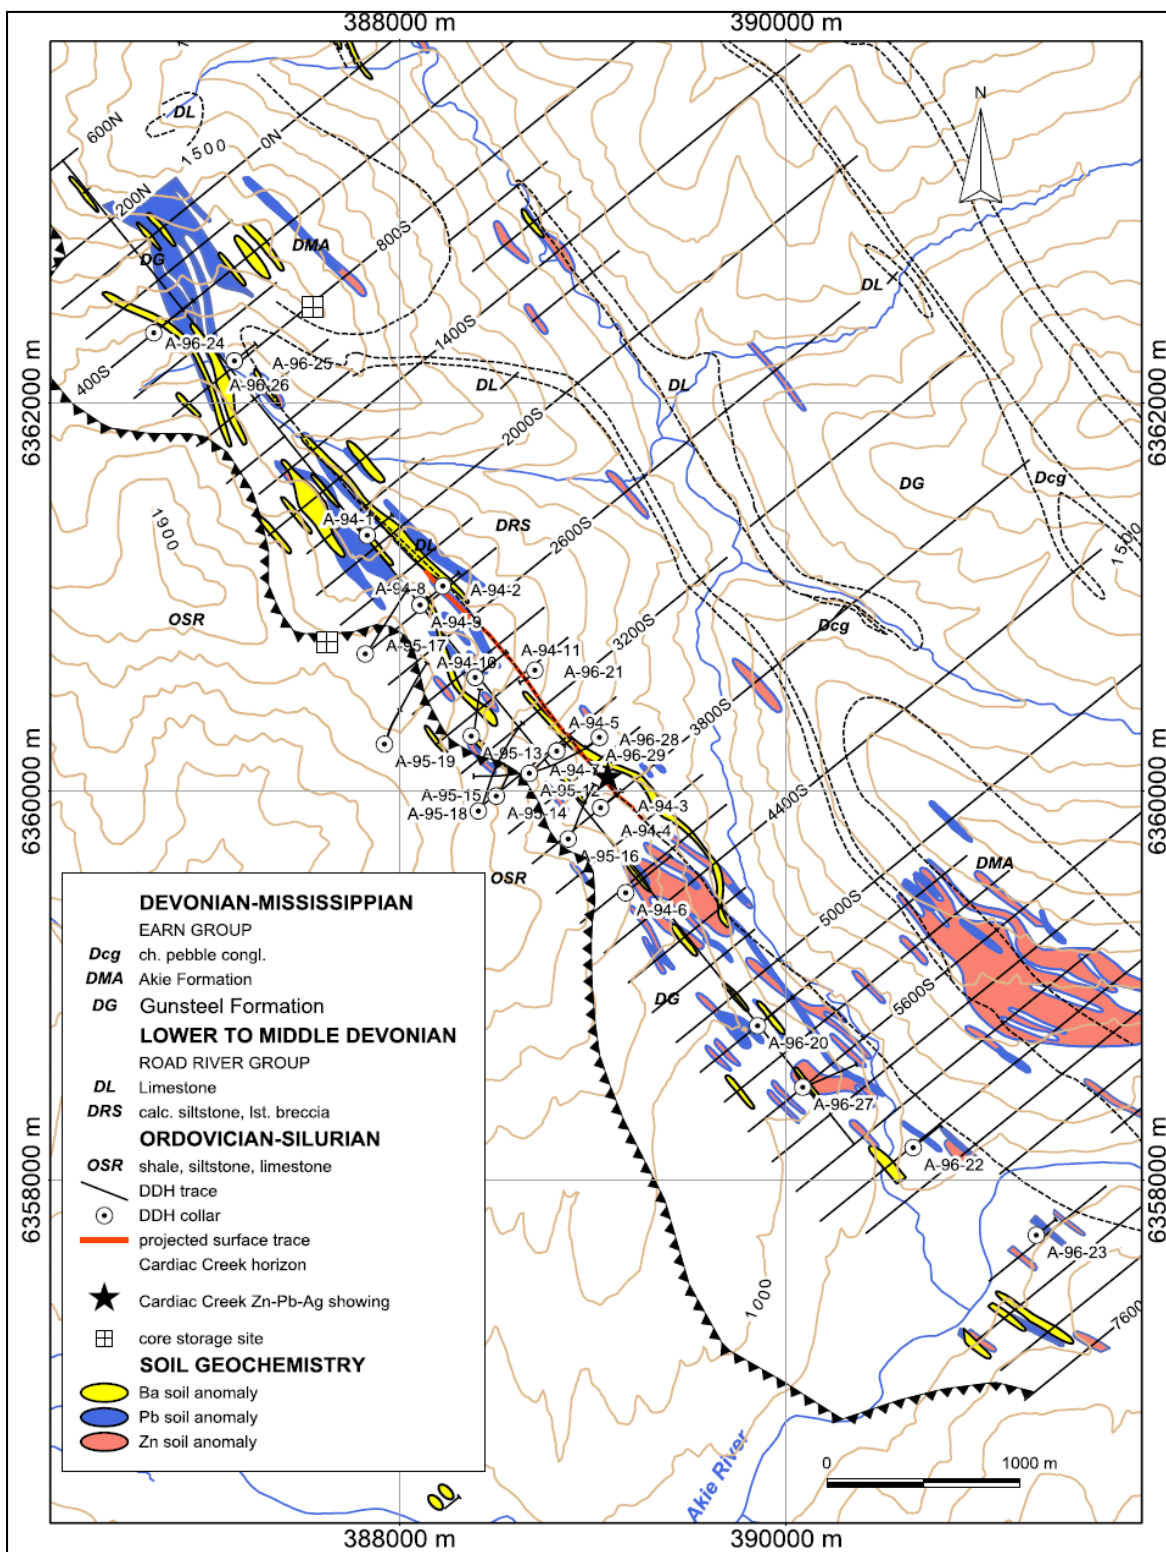 388000 m
390000 m
N
DL
600N
1500
0N
200N
800S
DMA
DG
DL
6362000 m
6362000 m
1400S
A-96-24
A-96-25
400S
A-96-26
DL
DL
2000S
DG
Dcg
DRS
2600S
1500
1900
A-94-1
DL
A-94-8
A-94-2
OSR
A-94-9
3200S
Dcg
A-95-17
A-94-10
A-94-11
A-96-21
3800S
A-94-5
A-96-28
A-95-19
A-95-13
A-96-29
A-94-7
6360000 m
6360000 m
A-95-15
A-95-12
4400S
A-95-18
A-95-14
A-94-3
A-94-4
A-95-16
DMA
OSR
A-94-6
5000S
DG
5600S
A-96-20
A-96-27
A-96-22
6358000 m
6358000 m
A-96-23
1000
7600
DEVONIAN-MISSISSIPPIAN
EARN GROUP
Dcg ch. pebble congl.
DMA Akie Formation
DG Gunsteel Formation
LOWER TO MIDDLE DEVONIAN
ROAD RIVER GROUP
DL Limestone
DRS calc. siltstone, lst. breccia
ORDOVICIAN-SILURIAN
OSR shale, siltstone, limestone
DDH trace
DDH collar
projected surface trace
Cardiac Creek horizon
Cardiac Creek Zn-Pb-Ag showing
core storage site
SOIL GEOCHEMISTRY
Ba soil anomaly
Pb soil anomaly
Zn soil anomaly
Akie River
0 1000 m
388000 m
390000 m